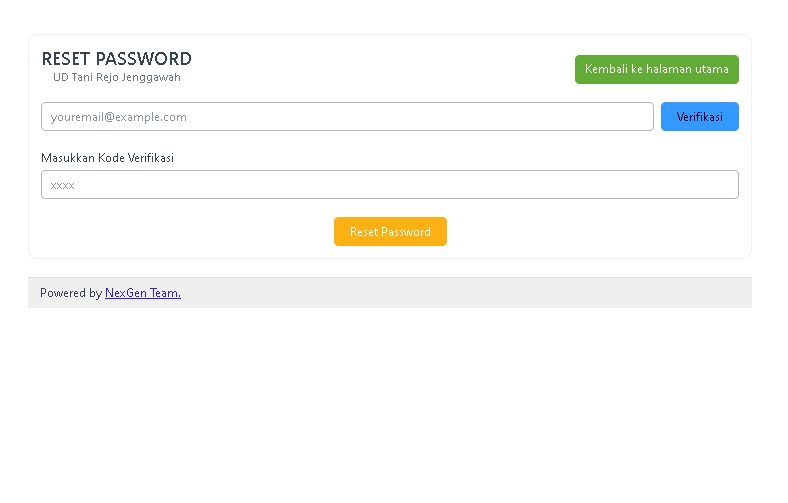 RESET PASSWORD
UD Tani Rejo Jenggawah
Kembali ke halaman utama
youremail@example.com
Verifikasi
Masukkan Kode Verifikasi
xxxx
Reset Password
Powered by NexGen Team.